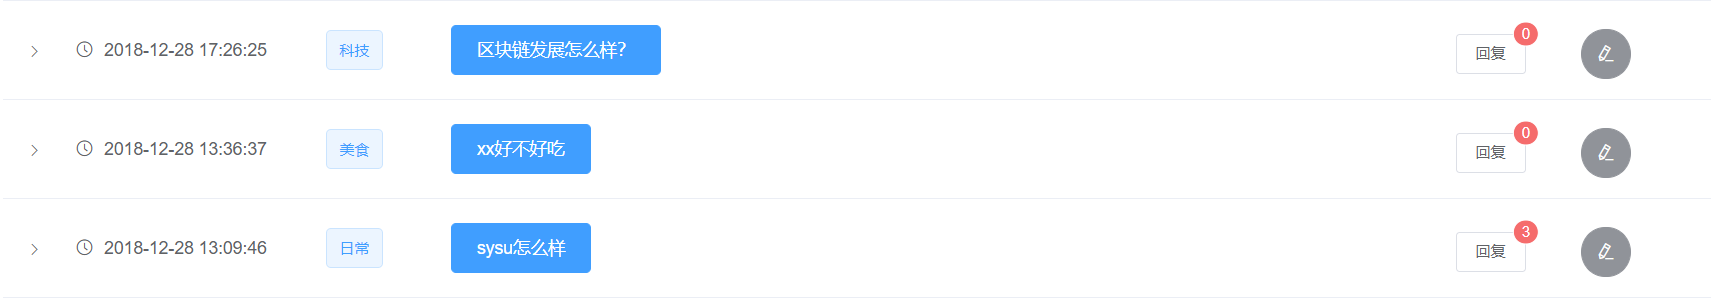 2018-12-28 17:26:25 科技 区块链发展怎么样? 回复 0
2018-12-28 13:36:37 美食 xx好不好吃 回复 0
2018-12-28 13:09:46 日常 sysu怎么样 回复 3